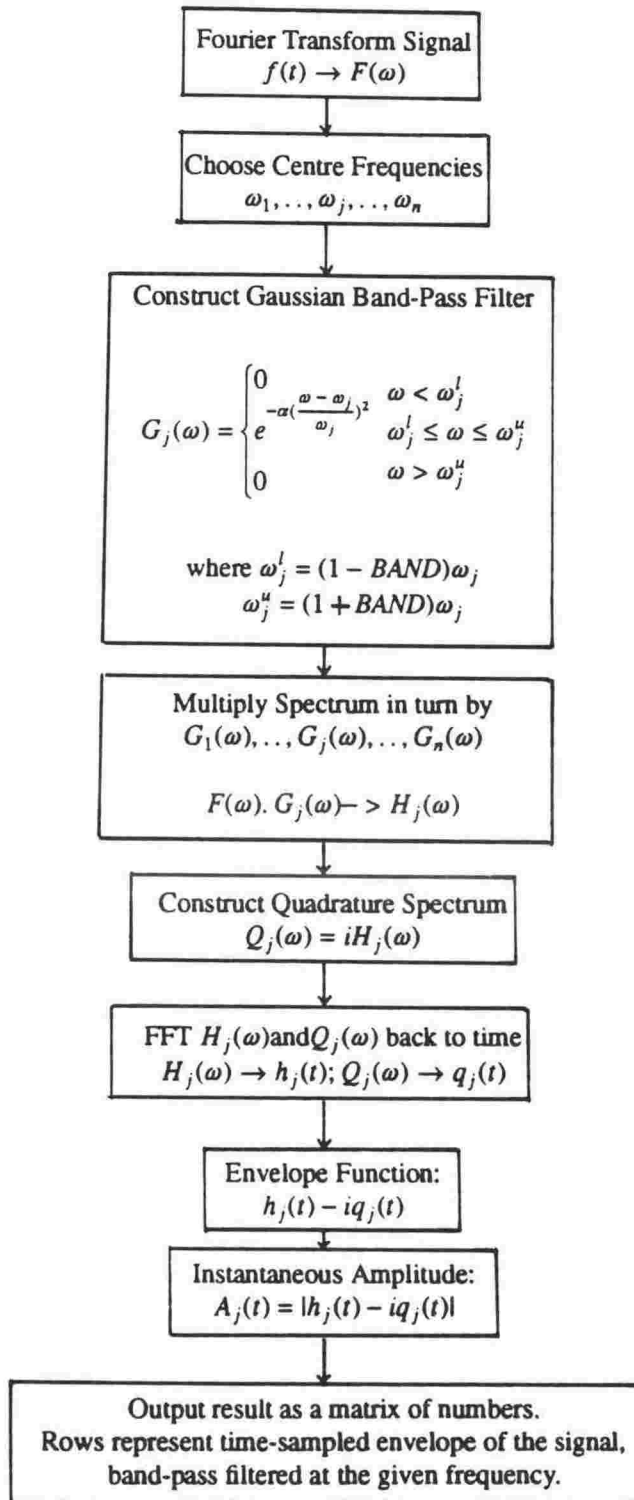 Fourier Transform Signal
f(t) → F(ω)
Choose Centre Frequencies
ω₁, . . , ωⱼ, . . , ωₙ
Construct Gaussian Band-Pass Filter
Gⱼ(ω) = { 0 ω < ωⱼˡ
e^{-α((ω - ωⱼ)/ωⱼ)²} ωⱼˡ ≤ ω ≤ ωⱼᵘ
0 ω > ωⱼᵘ
where ωⱼˡ = (1 - BAND)ωⱼ
ωⱼᵘ = (1 + BAND)ωⱼ
Multiply Spectrum in turn by
G₁(ω), . . , Gⱼ(ω), . . , Gₙ(ω)
F(ω). Gⱼ(ω)- > Hⱼ(ω)
Construct Quadrature Spectrum
Qⱼ(ω) = iHⱼ(ω)
FFT Hⱼ(ω)andQⱼ(ω) back to time
Hⱼ(ω) → hⱼ(t); Qⱼ(ω) → qⱼ(t)
Envelope Function:
hⱼ(t) - iqⱼ(t)
Instantaneous Amplitude:
Aⱼ(t) = |hⱼ(t) - iqⱼ(t)|
Output result as a matrix of numbers.
Rows represent time-sampled envelope of the signal,
band-pass filtered at the given frequency.